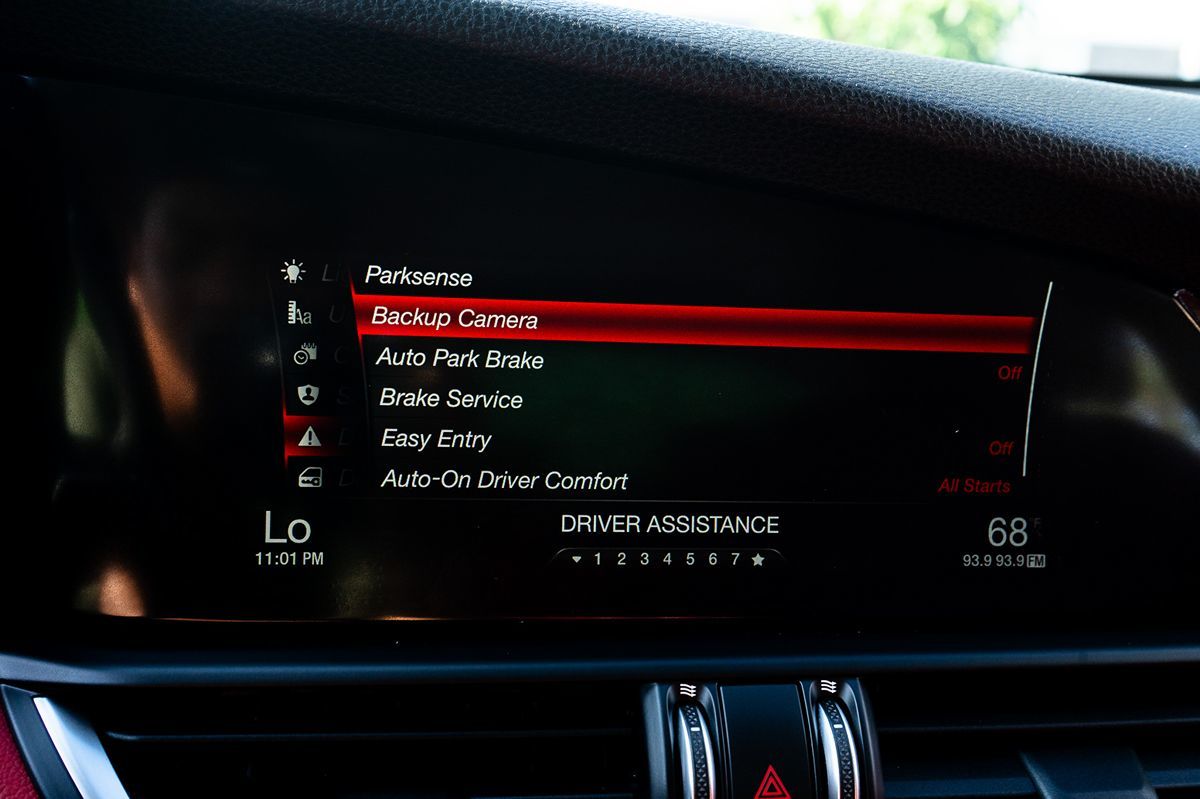 Parksense
Backup Camera
Aa
Auto Park Brake
Off
Brake Service
Easy Entry
Off
Auto-On Driver Comfort
All Starts
Lo
DRIVER ASSISTANCE
68
11:01 PM
1 2 3 4 5 6 7
93.9 93.9 FM